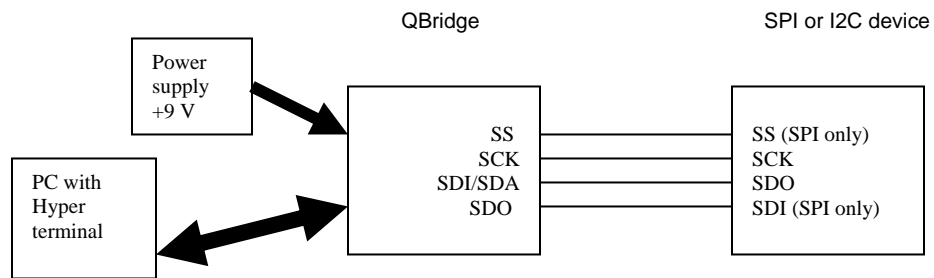 QBridge
SPI or I2C device
Power
supply
+9 V
PC with
Hyper
terminal
SS
SCK
SDI/SDA
SDO
SS (SPI only)
SCK
SDO
SDI (SPI only)